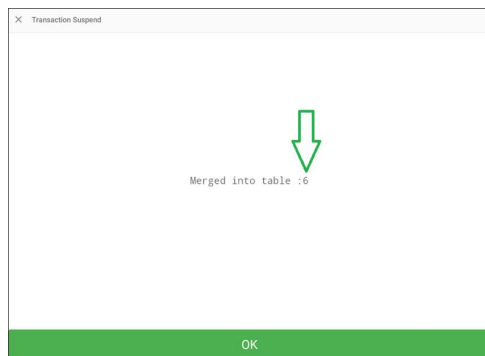 Transaction Suspend
Merged into table :6
OK